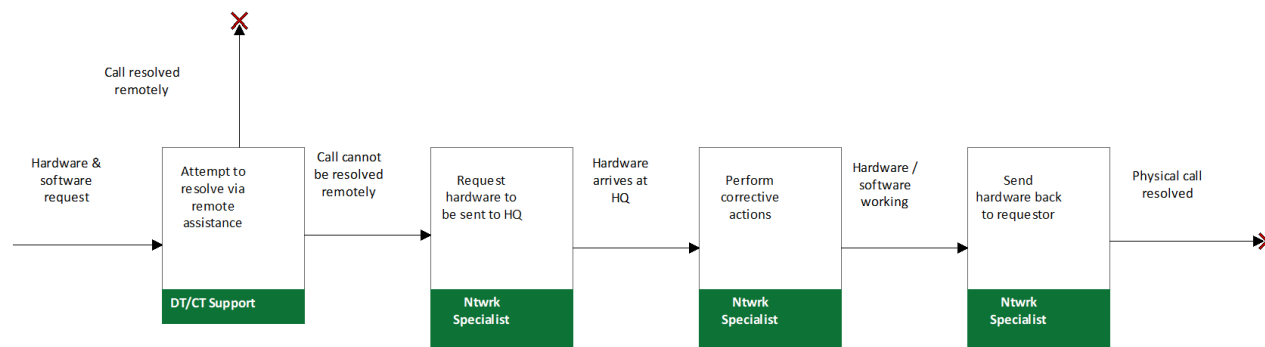 Call resolved
remotely
Hardware &
software
request
Attempt to
resolve via
remote
assistance
DT/CT Support
Call cannot
be resolved
remotely
Request
hardware to
be sent to HQ
Ntwrk
Specialist
Hardware
arrives at
HQ
Perform
corrective
actions
Ntwrk
Specialist
Hardware /
software
working
Send
hardware back
to requestor
Ntwrk
Specialist
Physical call
resolved